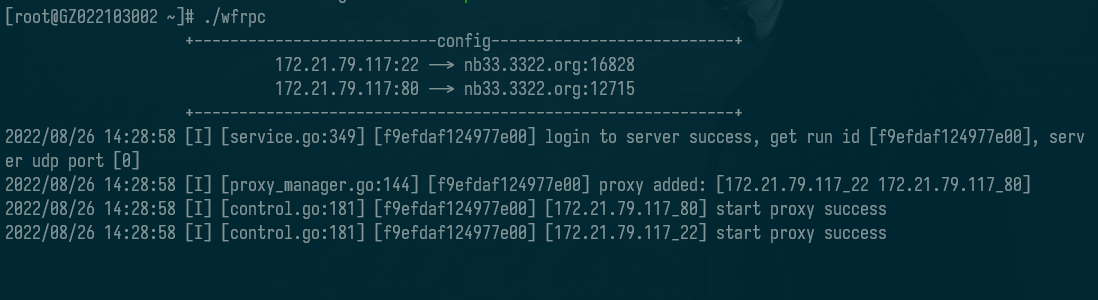 [root@GZ022103002 ~]# ./wfrpc
+---------------------------config---------------------------+
172.21.79.117:22 —> nb33.3322.org:16828
172.21.79.117:80 —> nb33.3322.org:12715
+------------------------------------------------------------+
2022/08/26 14:28:58 [I] [service.go:349] [f9efdaf124977e00] login to server success, get run id [f9efdaf124977e00], serv
er udp port [0]
2022/08/26 14:28:58 [I] [proxy_manager.go:144] [f9efdaf124977e00] proxy added: [172.21.79.117_22 172.21.79.117_80]
2022/08/26 14:28:58 [I] [control.go:181] [f9efdaf124977e00] [172.21.79.117_80] start proxy success
2022/08/26 14:28:58 [I] [control.go:181] [f9efdaf124977e00] [172.21.79.117_22] start proxy success